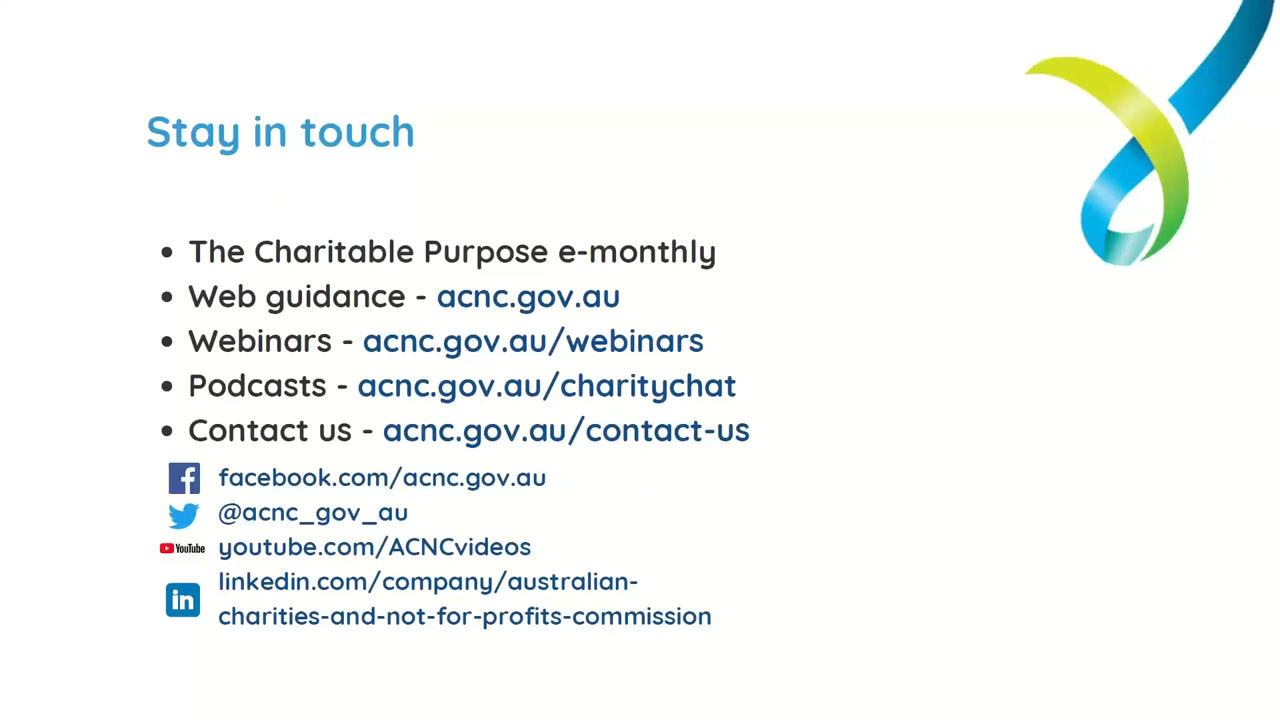 Stay in touch
• The Charitable Purpose e-monthly
• Web guidance - acnc.gov.au
• Webinars - acnc.gov.au/webinars
• Podcasts - acnc.gov.au/charitychat
• Contact us - acnc.gov.au/contact-us
facebook.com/acnc.gov.au
@acnc_gov_au
YouTube youtube.com/ACNCvideos
linkedin.com/company/australian-
in charities-and-not-for-profits-commission